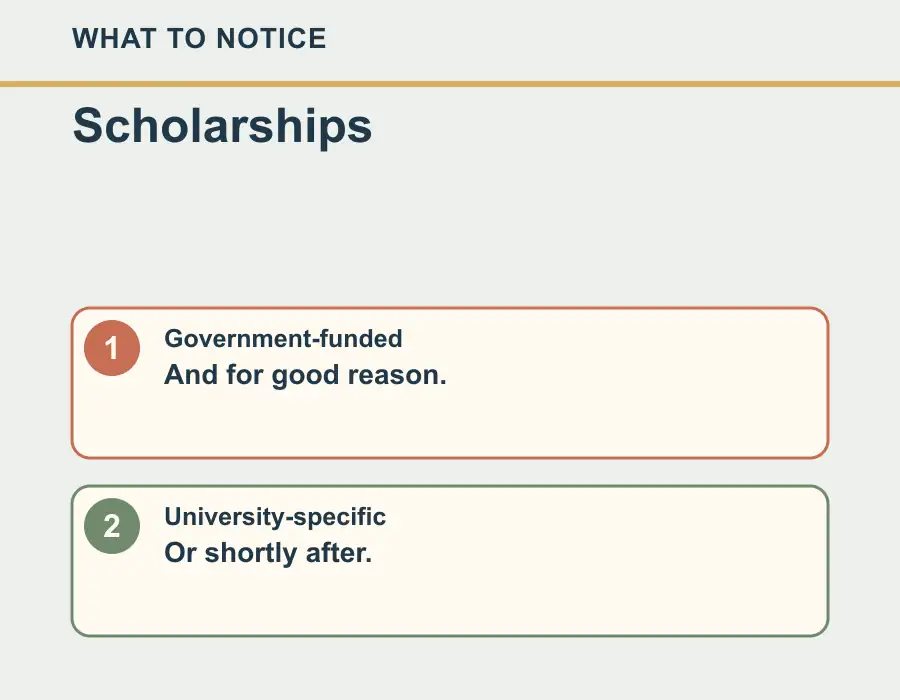 WHAT TO NOTICE
Scholarships
1
Government-funded
And for good reason.
2
University-specific
Or shortly after.